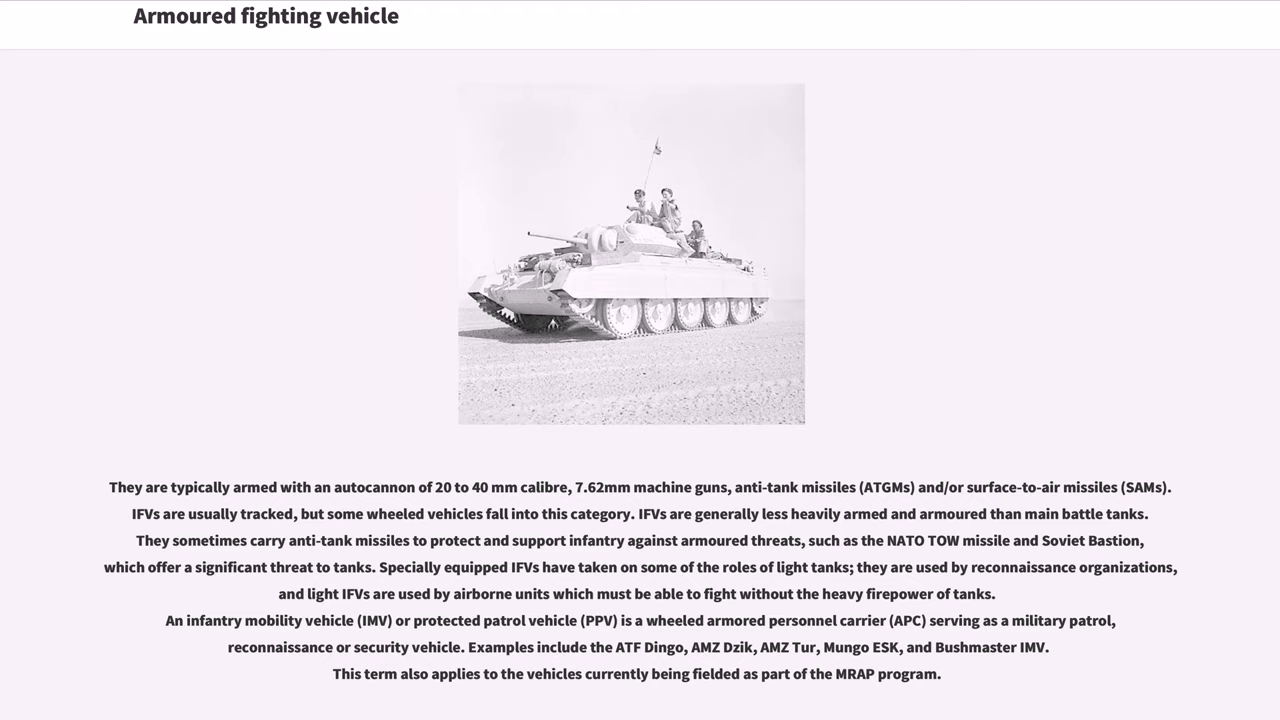 Armoured fighting vehicle
They are typically armed with an autocannon of 20 to 40 mm calibre, 7.62mm machine guns, anti-tank missiles (ATGMs) and/or surface-to-air missiles (SAMs).
IFVs are usually tracked, but some wheeled vehicles fall into this category. IFVs are generally less heavily armed and armoured than main battle tanks.
They sometimes carry anti-tank missiles to protect and support infantry against armoured threats, such as the NATO TOW missile and Soviet Bastion,
which offer a significant threat to tanks. Specially equipped IFVs have taken on some of the roles of light tanks; they are used by reconnaissance organizations,
and light IFVs are used by airborne units which must be able to fight without the heavy firepower of tanks.
An infantry mobility vehicle (IMV) or protected patrol vehicle (PPV) is a wheeled armored personnel carrier (APC) serving as a military patrol,
reconnaissance or security vehicle. Examples include the ATF Dingo, AMZ Dzik, AMZ Tur, Mungo ESK, and Bushmaster IMV.
This term also applies to the vehicles currently being fielded as part of the MRAP program.